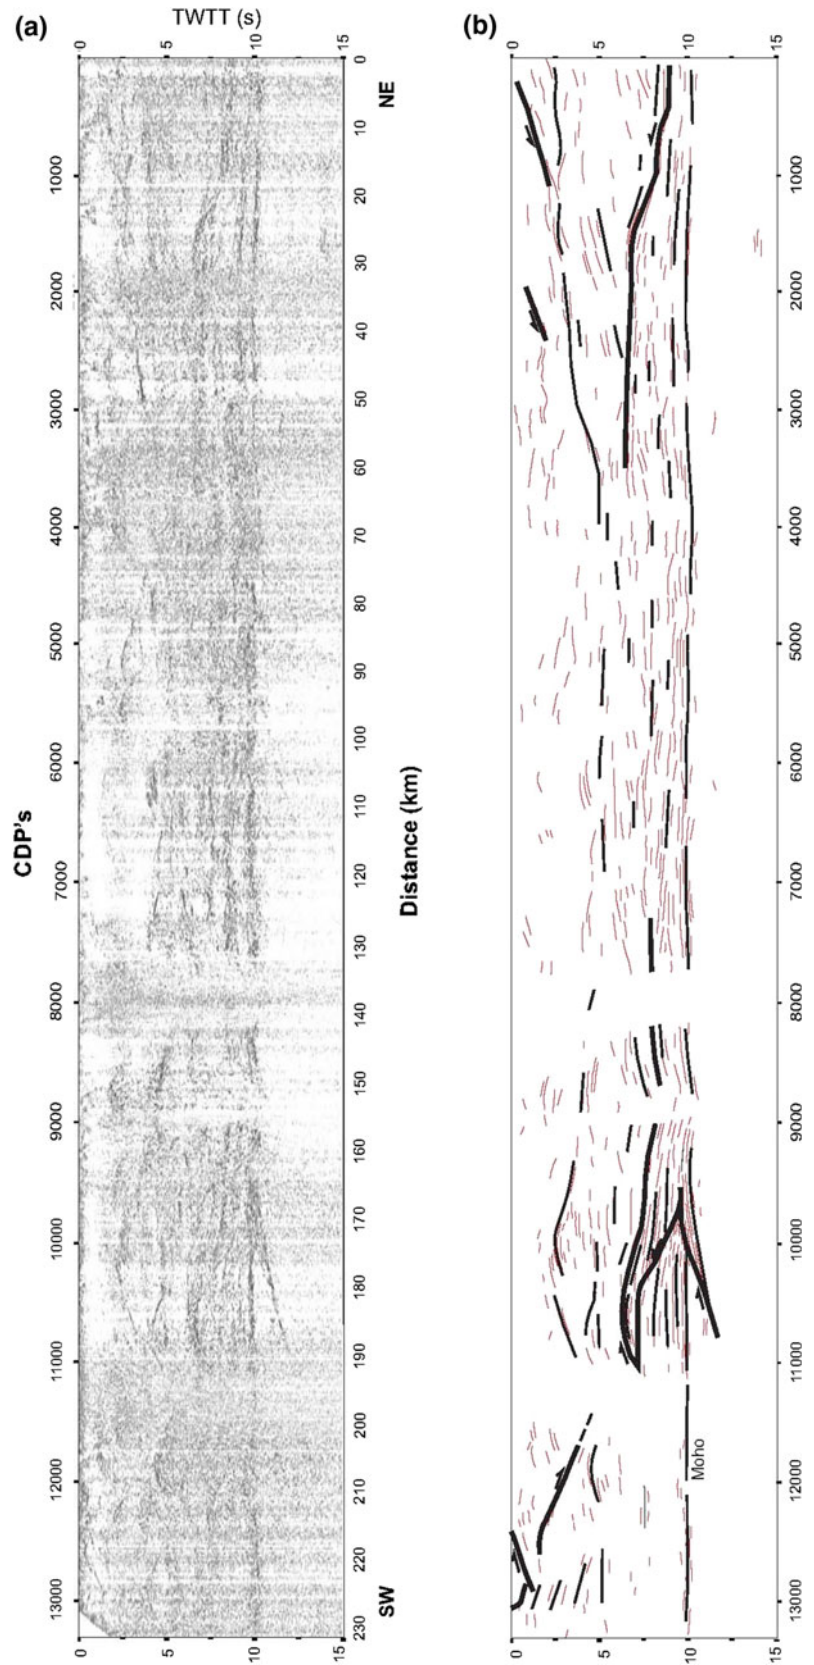 (a)
TWTT (s)
0 5 10 15
CDP's
1000 2000 3000 4000 5000 6000 7000 8000 9000 10000 11000 12000 13000
0 10 20 30 40 50 60 70 80 90 100 110 120 130 140 150 160 170 180 190 200 210 220 230
NE
Distance (km)
SW
0 5 10 15
(b)
0 5 10 15
1000 2000 3000 4000 5000 6000 7000 8000 9000 10000 11000 12000 13000
Moho
0 5 10 15